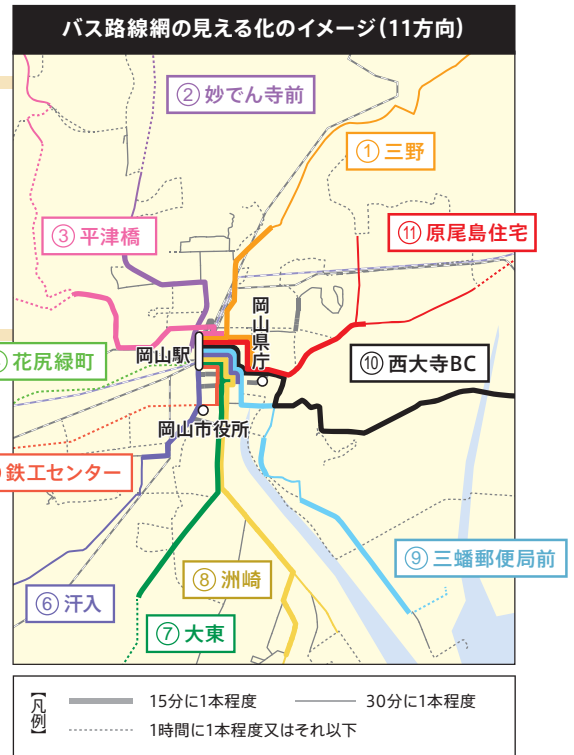 バス路線網の見える化のイメージ(11方向)
② 妙でん寺前
① 三野
③ 平津橋
⑪ 原尾島住宅
岡山県庁
岡山駅
花尻緑町
⑩ 西大寺BC
岡山市役所
鉄工センター
⑨ 三蟠郵便局前
⑧ 洲崎
⑥ 汗入
⑦ 大東
【凡例】
15分に1本程度
30分に1本程度
1時間に1本程度又はそれ以下